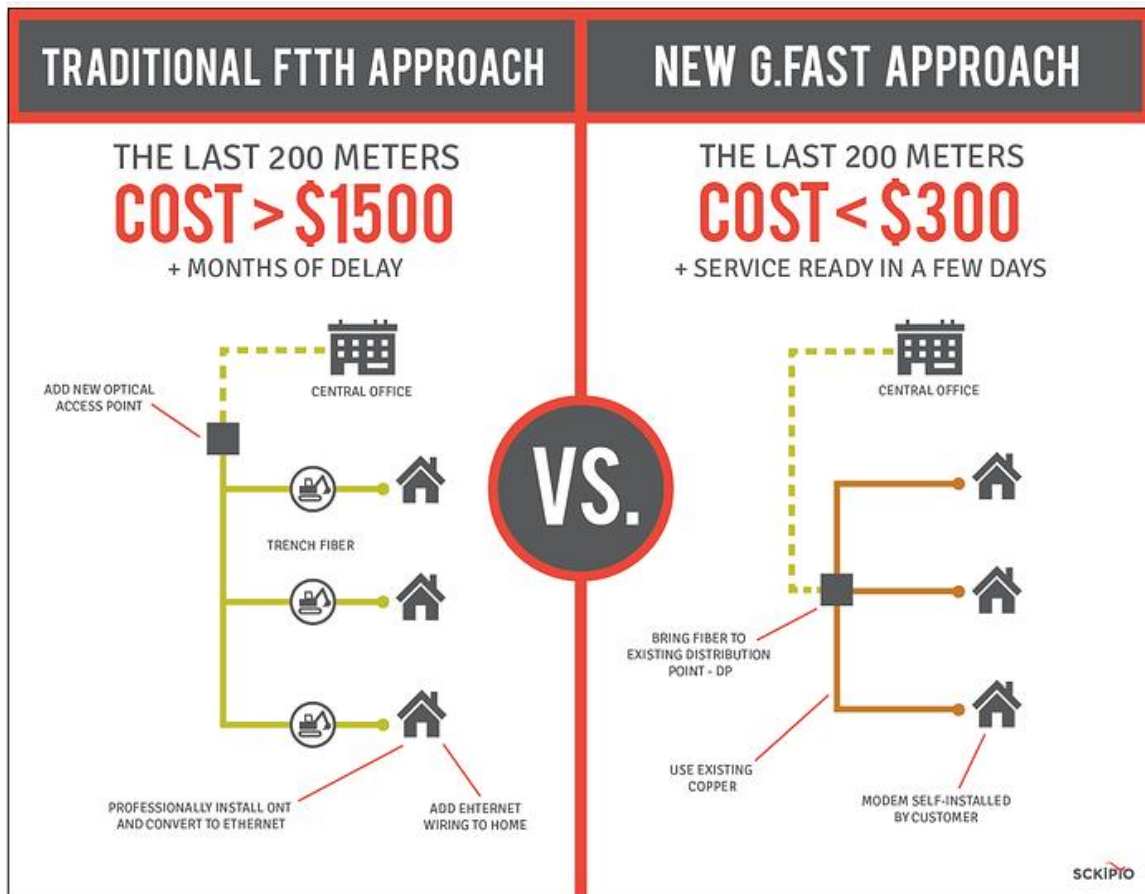 TRADITIONAL FTTH APPROACH
THE LAST 200 METERS
COST > $1500
+ MONTHS OF DELAY
CENTRAL OFFICE
ADD NEW OPTICAL
ACCESS POINT
TRENCH FIBER
PROFESSIONALLY INSTALL ONT
AND CONVERT TO ETHERNET
ADD EHTERNET
WIRING TO HOME
VS.
NEW G.FAST APPROACH
THE LAST 200 METERS
COST < $300
+ SERVICE READY IN A FEW DAYS
CENTRAL OFFICE
BRING FIBER TO
EXISTING DISTRIBUTION
POINT - DP
USE EXISTING
COPPER
MODEM SELF-INSTALLED
BY CUSTOMER
SCKIPIO